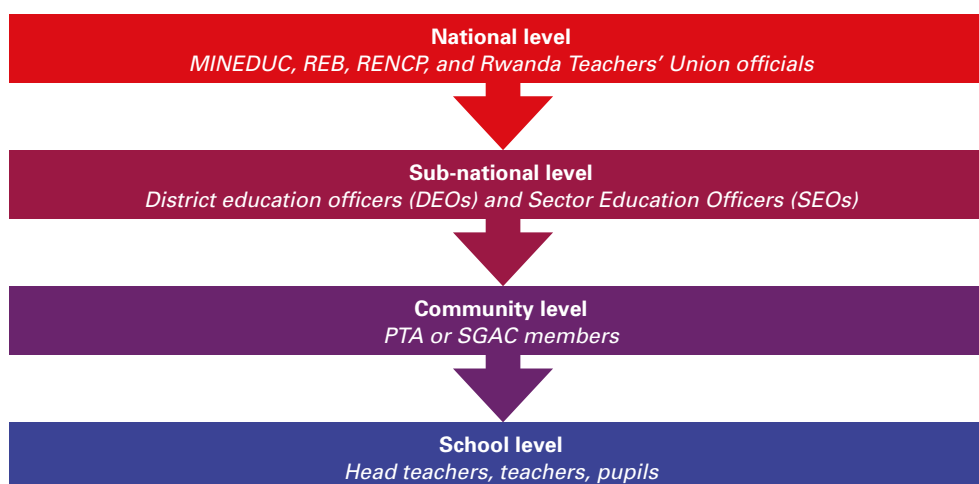 National level
MINEDUC, REB, RENCP, and Rwanda Teachers’ Union officials
Sub-national level
District education officers (DEOs) and Sector Education Officers (SEOs)
Community level
PTA or SGAC members
School level
Head teachers, teachers, pupils